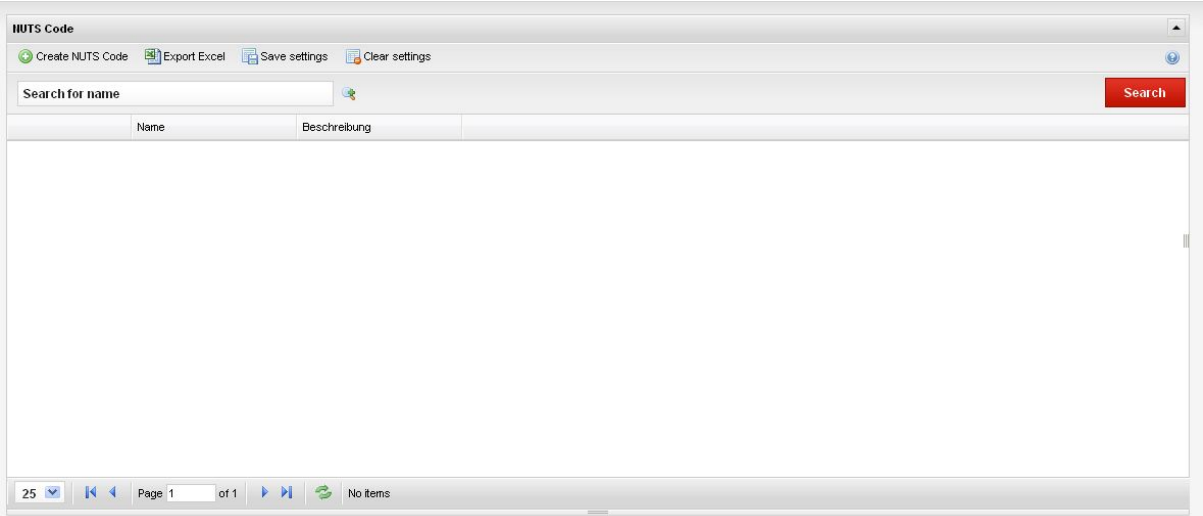 NUTS Code
Create NUTS Code Export Excel Save settings Clear settings
Search for name Search
Name Beschreibung
25 Page 1 of 1 No items